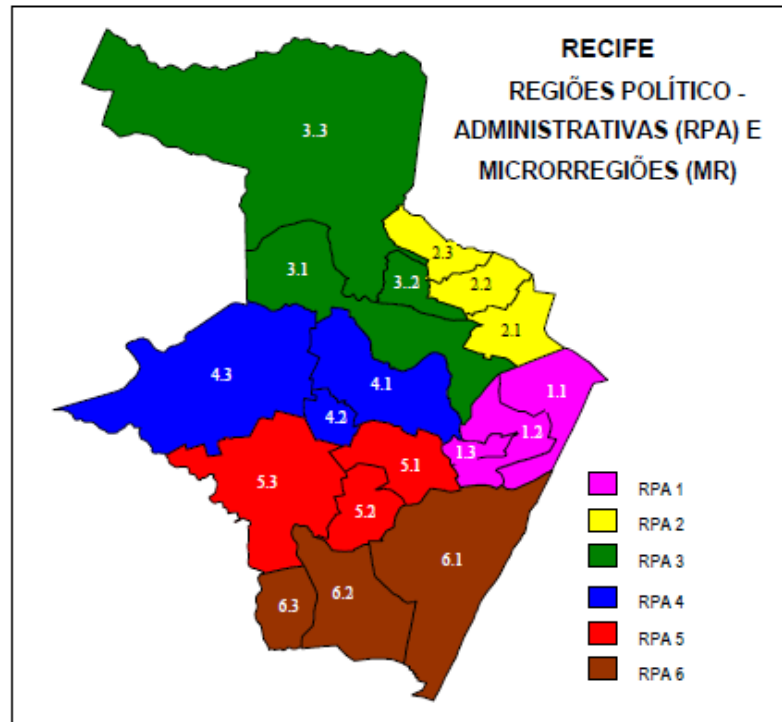 RECIFE
REGIÕES POLÍTICO -
ADMINISTRATIVAS (RPA) E
MICRORREGIÕES (MR)
3..3
2.3
3.1
3..2
2.2
2.1
4.3
4.1
1.1
4.2
1.2
1.3
5.3
5.1
5.2
6.1
6.3
6.2
RPA 1
RPA 2
RPA 3
RPA 4
RPA 5
RPA 6